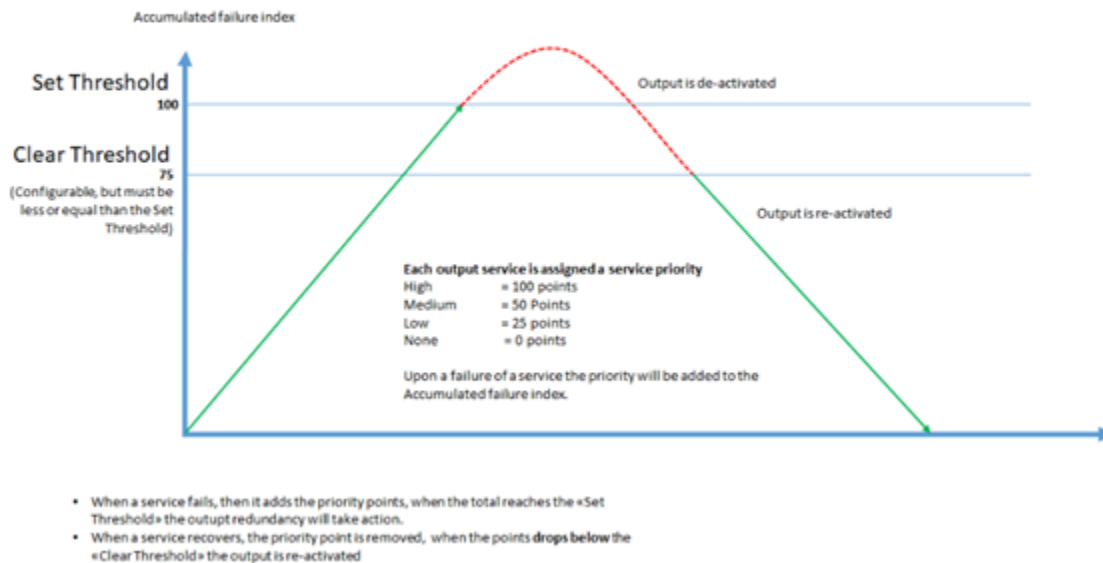 Accumulated failure index
Set Threshold
100
Output is de-activated
Clear Threshold
75
(Configurable, but must be
less or equal than the Set
Threshold)
Output is re-activated
Each output service is assigned a service priority
High = 100 points
Medium = 50 Points
Low = 25 points
None = 0 points
Upon a failure of a service the priority will be added to the
Accumulated failure index.
▪ When a service fails, then it adds the priority points, when the total reaches the «Set
Threshold» the outupt redundancy will take action.
▪ When a service recovers, the priority point is removed, when the points drops below the
«Clear Threshold» the output is re-activated